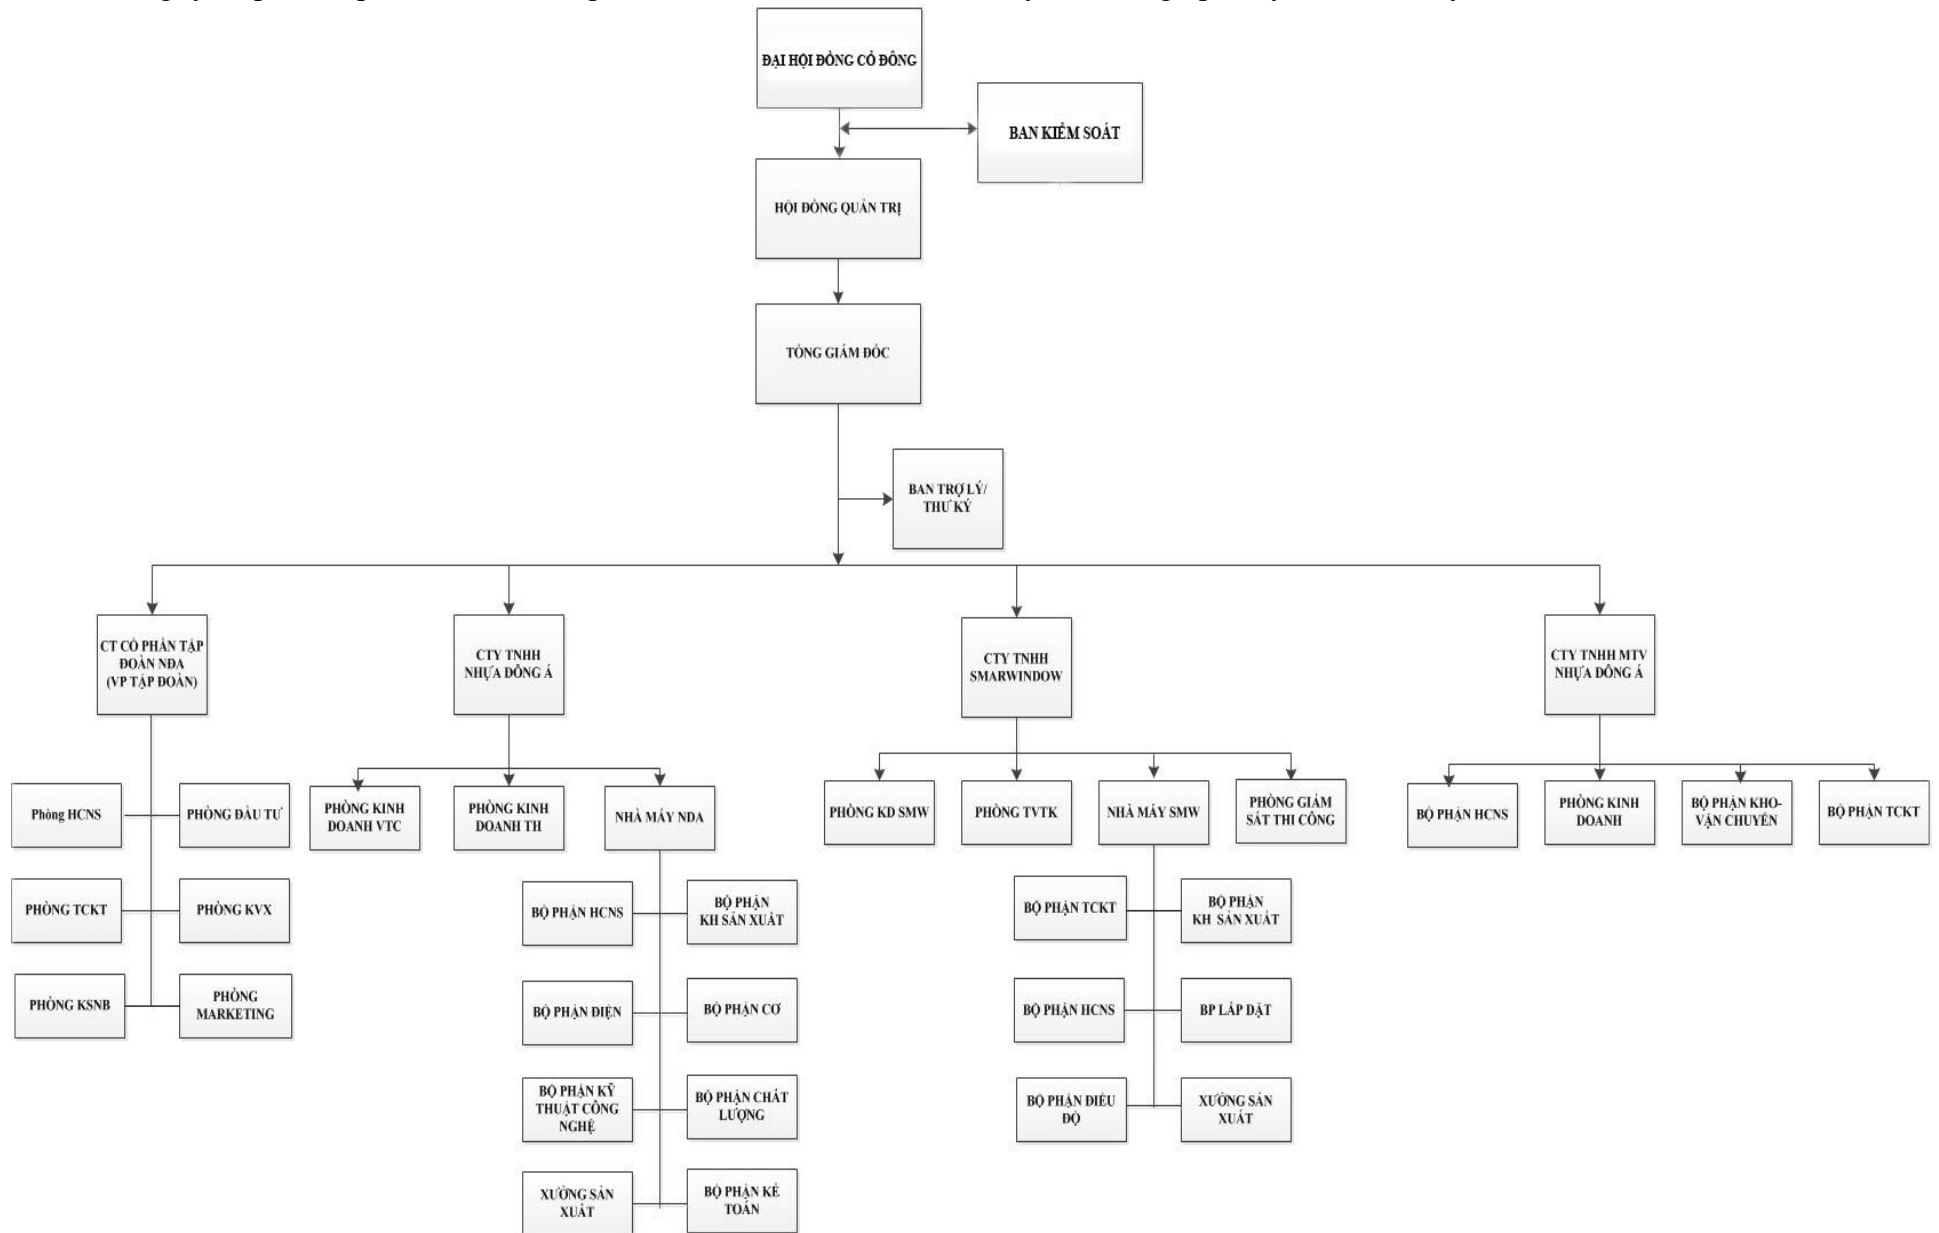 ĐẠI HỘI ĐỒNG CỔ ĐÔNG
BAN KIỂM SOÁT
HỘI ĐỒNG QUẢN TRỊ
TỔNG GIÁM ĐỐC
BAN TRỢ LÝ/
THƯ KÝ
CT CỔ PHẦN TẬP
ĐOÀN NĐA
(VP TẬP ĐOÀN)
CTY TNHH
NHỰA ĐÔNG Á
CTY TNHH
SMARWINDOW
CTY TNHH MTV
NHỰA ĐÔNG Á
Phòng HCNS
PHÒNG ĐẦU TƯ
PHÒNG TCKT
PHÒNG KVX
PHÒNG KSNB
PHÒNG
MARKETING
PHÒNG KINH
DOANH VTC
PHÒNG KINH
DOANH TH
NHÀ MÁY NDA
BỘ PHẬN HCNS
BỘ PHẬN
KH SẢN XUẤT
BỘ PHẬN ĐIỆN
BỘ PHẬN CƠ
BỘ PHẬN KỸ
THUẬT CÔNG
NGHỆ
BỘ PHẬN CHẤT
LƯỢNG
XƯỞNG SẢN
XUẤT
BỘ PHẬN KẾ
TOÁN
PHÒNG KD SMW
PHÒNG TVTK
NHÀ MÁY SMW
PHÒNG GIÁM
SÁT THI CÔNG
BỘ PHẬN TCKT
BỘ PHẬN
KH SẢN XUẤT
BỘ PHẬN HCNS
BP LẮP ĐẶT
BỘ PHẬN ĐIỀU
ĐỘ
XƯỞNG SẢN
XUẤT
BỘ PHẬN HCNS
PHÒNG KINH
DOANH
BỘ PHẬN KHO-
VẬN CHUYỂN
BỘ PHẬN TCKT